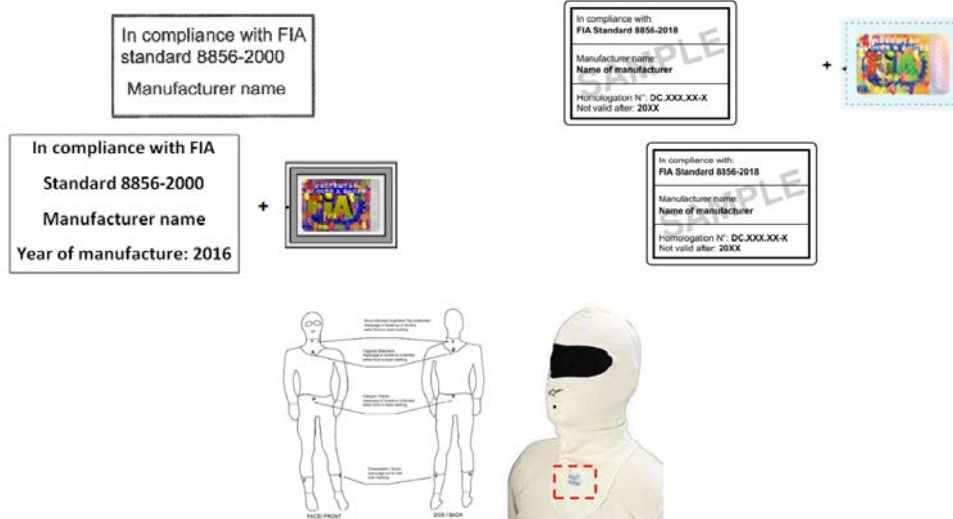 In compliance with FIA
standard 8856-2000
Manufacturer name
In compliance with:
FIA Standard 8856-2018
Manufacturer name:
Name of manufacturer
Homologation N°: DC.XXX.XX-X
Not valid after: 20XX
SAMPLE
+
FIA
In compliance with FIA
Standard 8856-2000
Manufacturer name
Year of manufacture: 2016
+
FIA
In compliance with:
FIA Standard 8856-2018
Manufacturer name:
Name of manufacturer
Homologation N°: DC.XXX.XX-X
Not valid after: 20XX
SAMPLE
FACE/ FRONT
DOS / BACK